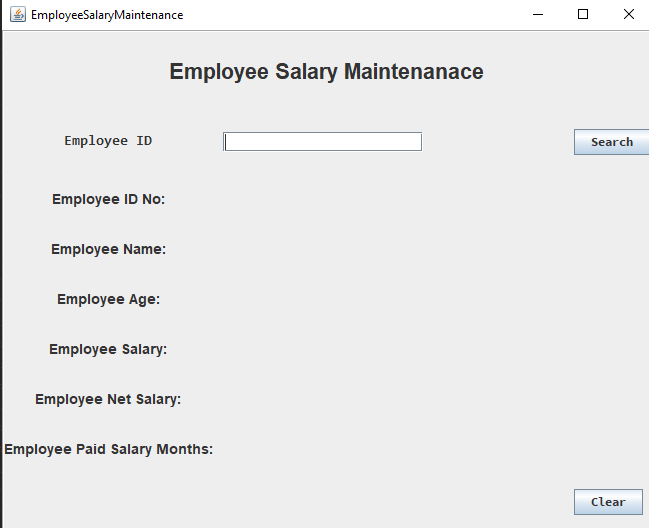 EmployeeSalaryMaintenance
Employee Salary Maintenanace
Employee ID
Search
Employee ID No:
Employee Name:
Employee Age:
Employee Salary:
Employee Net Salary:
Employee Paid Salary Months:
Clear